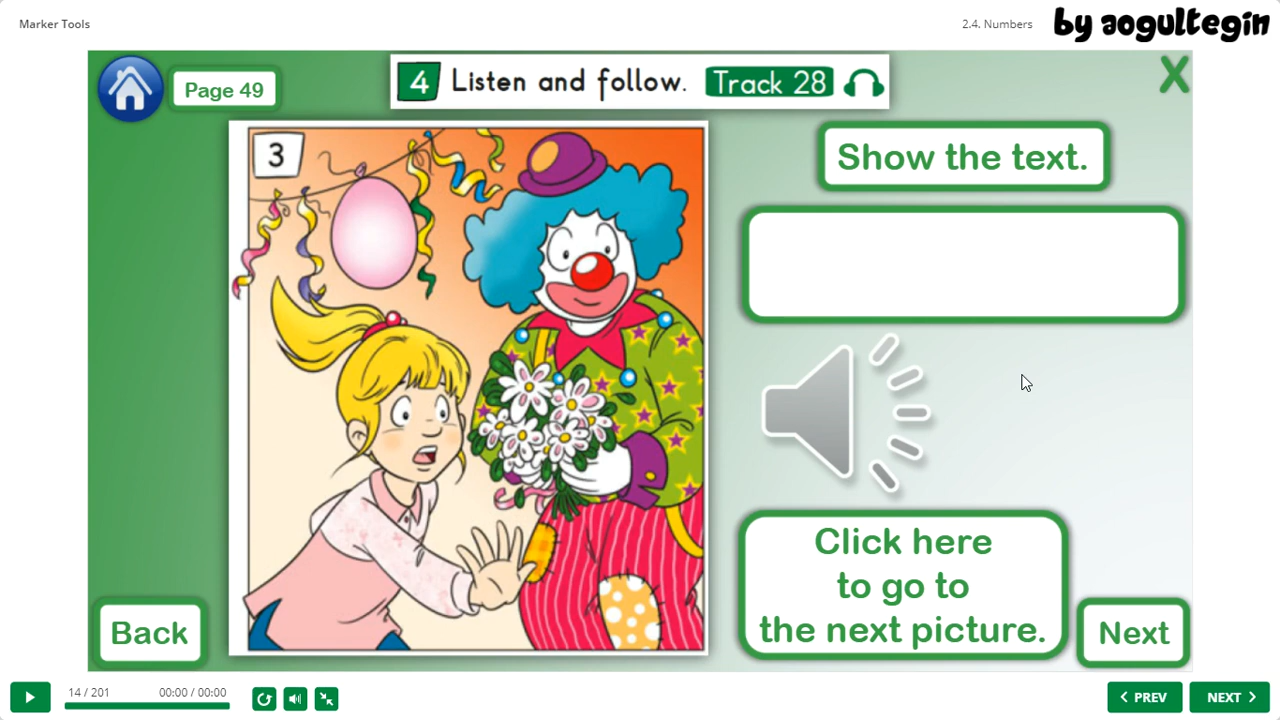 Marker Tools
2.4. Numbers
by aogultegin
Page 49
4 Listen and follow. Track 28
X
3
Show the text.
Click here
to go to
the next picture.
Back
Next
14 / 201
00:00 / 00:00
PREV
NEXT